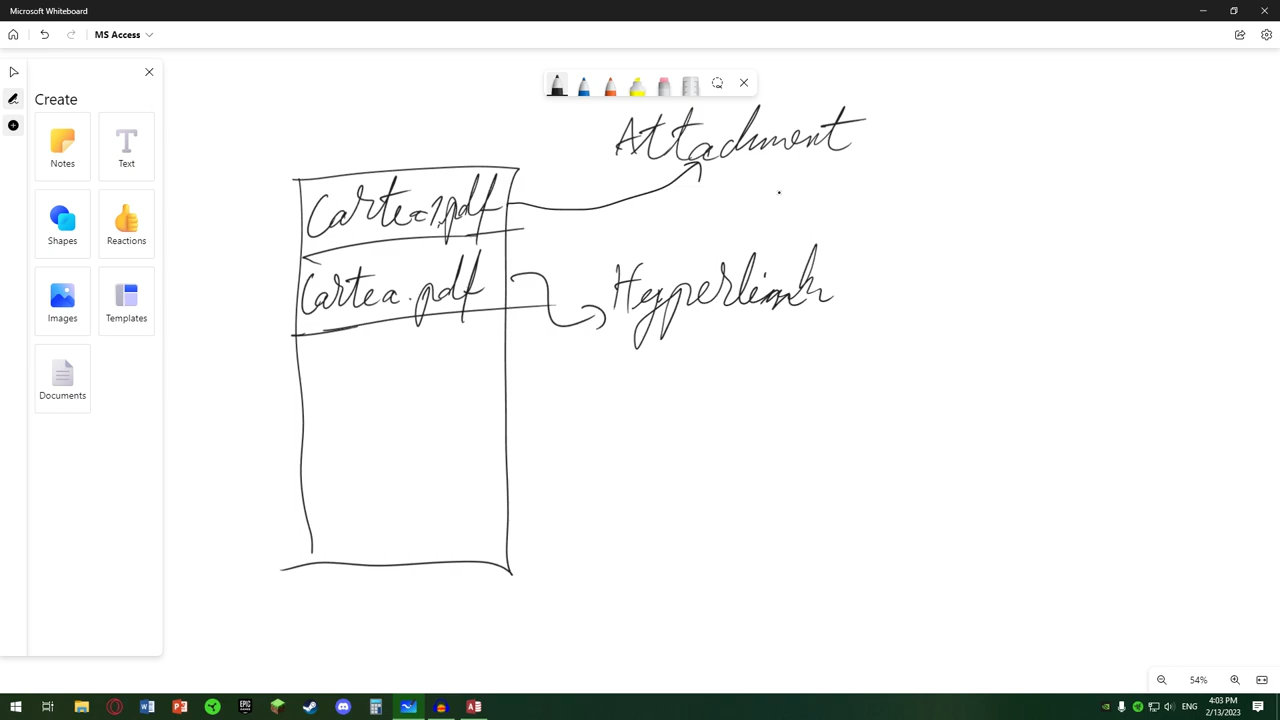 Microsoft Whiteboard
MS Access
Create
Notes
Text
Shapes
Reactions
Images
Templates
Documents
Attachment
Cartea1.pdf
Cartea.pdf
Hyperlink
54%
ENG
4:03 PM
2/13/2023